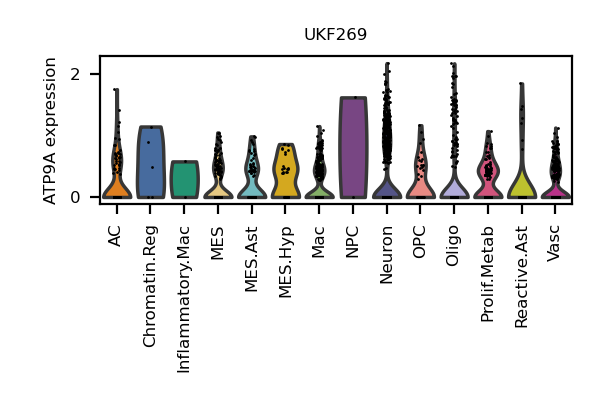 UKF269
ATP9A expression
2
0
AC
Chromatin.Reg
Inflammatory.Mac
MES
MES.Ast
MES.Hyp
Mac
NPC
Neuron
OPC
Oligo
Prolif.Metab
Reactive.Ast
Vasc